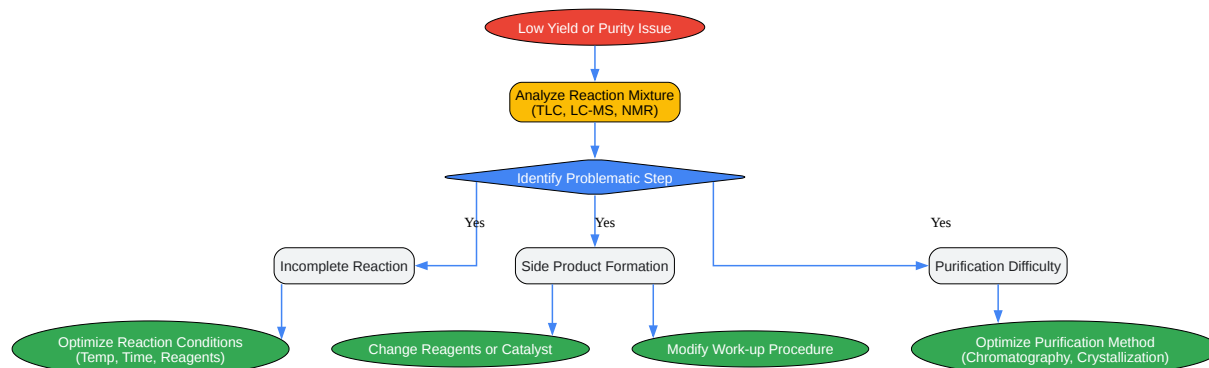 Low Yield or Purity Issue
Analyze Reaction Mixture
(TLC, LC-MS, NMR)
Identify Problematic Step
Yes
Yes
Yes
Incomplete Reaction
Side Product Formation
Purification Difficulty
Optimize Reaction Conditions
(Temp, Time, Reagents)
Change Reagents or Catalyst
Modify Work-up Procedure
Optimize Purification Method
(Chromatography, Crystallization)